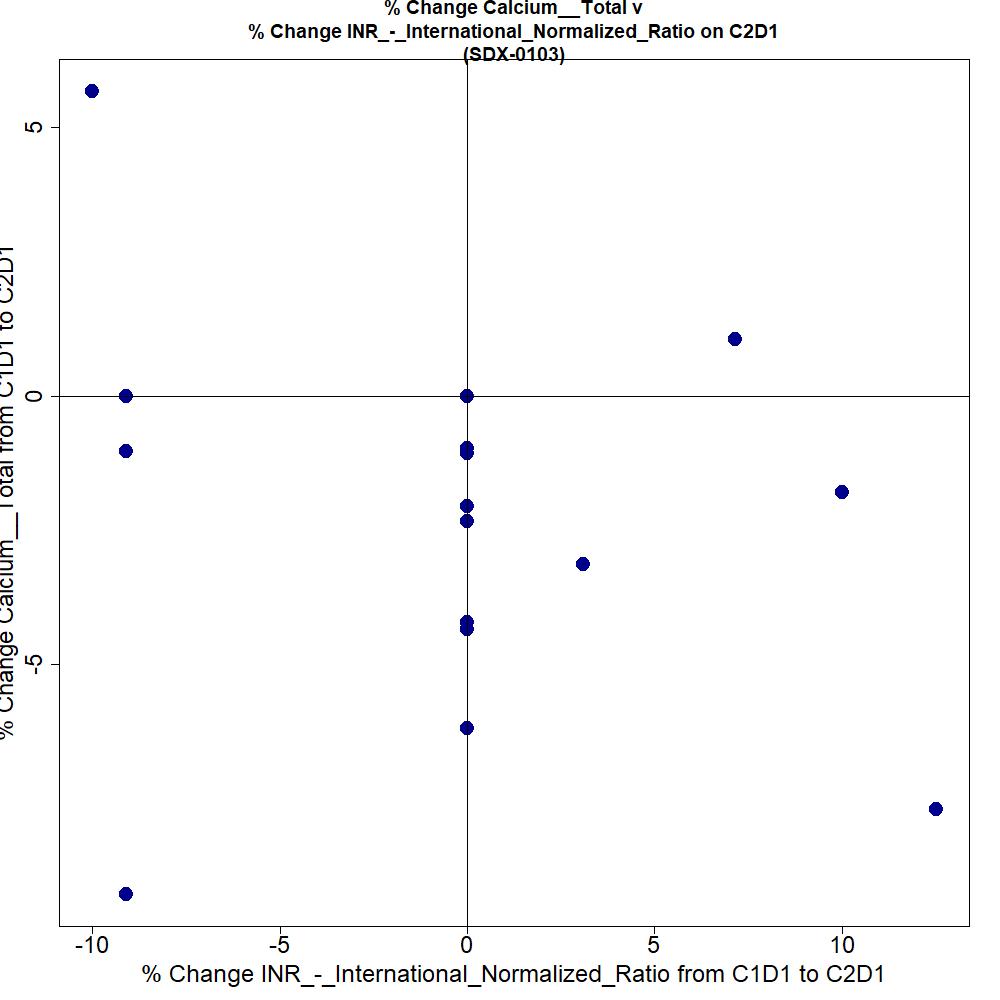 % Change Calcium__Total v
% Change INR_-_International_Normalized_Ratio on C2D1
(SDX-0103)
% Change Calcium__Total from C1D1 to C2D1
5
0
-5
-10
-5
0
5
10
% Change INR_-_International_Normalized_Ratio from C1D1 to C2D1